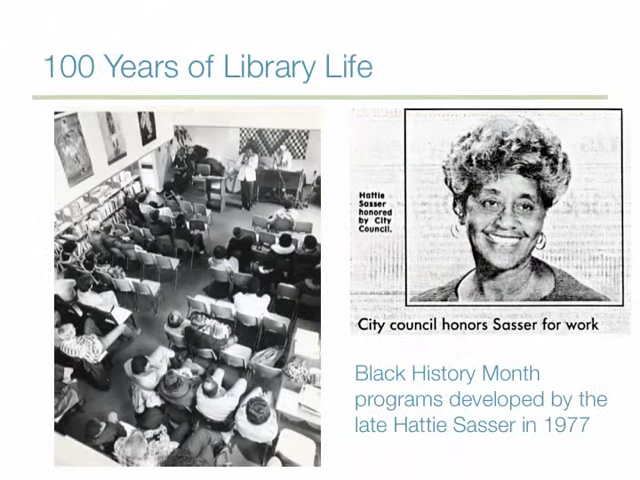 100 Years of Library Life
Hattie
Sasser
honored
by City
Council.
City council honors Sasser for work
Black History Month
programs developed by the
late Hattie Sasser in 1977